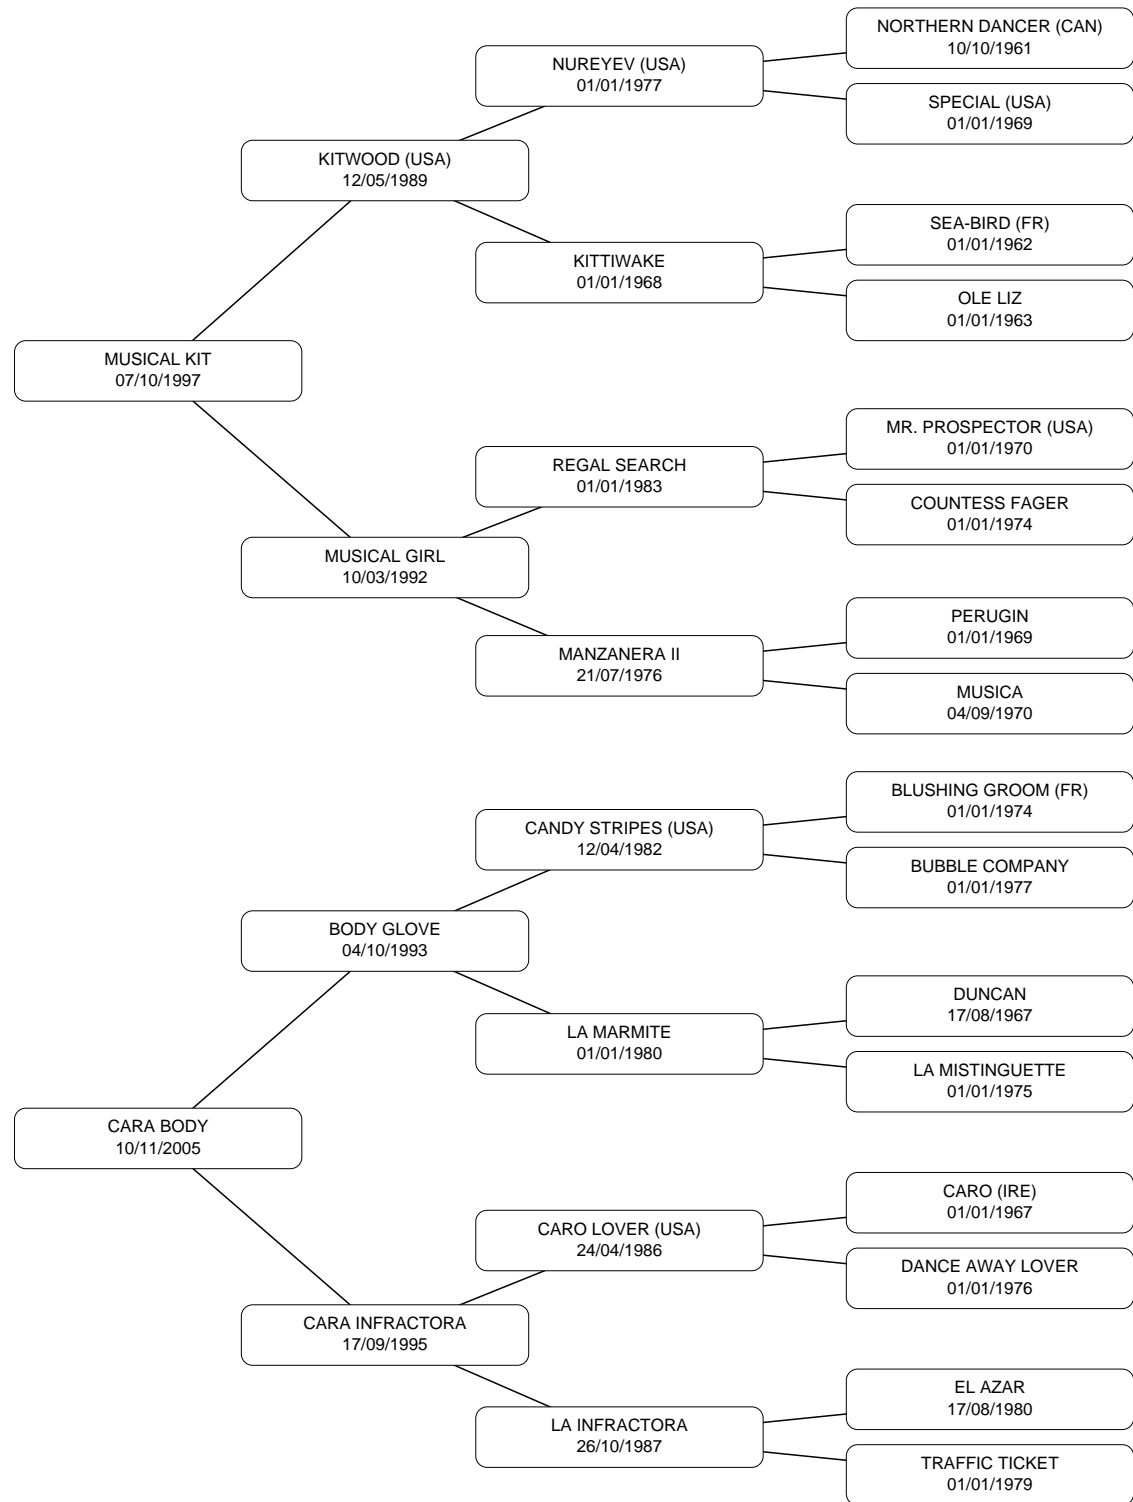 NORTHERN DANCER (CAN)
10/10/1961
NUREYEV (USA)
01/01/1977
SPECIAL (USA)
01/01/1969
KITWOOD (USA)
12/05/1989
SEA-BIRD (FR)
01/01/1962
KITTIWAKE
01/01/1968
OLE LIZ
01/01/1963
MUSICAL KIT
07/10/1997
MR. PROSPECTOR (USA)
01/01/1970
REGAL SEARCH
01/01/1983
COUNTESS FAGER
01/01/1974
MUSICAL GIRL
10/03/1992
PERUGIN
01/01/1969
MANZANERA II
21/07/1976
MUSICA
04/09/1970
BLUSHING GROOM (FR)
01/01/1974
CANDY STRIPES (USA)
12/04/1982
BUBBLE COMPANY
01/01/1977
BODY GLOVE
04/10/1993
DUNCAN
17/08/1967
LA MARMITE
01/01/1980
LA MISTINGUETTE
01/01/1975
CARA BODY
10/11/2005
CARO (IRE)
01/01/1967
CARO LOVER (USA)
24/04/1986
DANCE AWAY LOVER
01/01/1976
CARA INFRACTORA
17/09/1995
EL AZAR
17/08/1980
LA INFRACTORA
26/10/1987
TRAFFIC TICKET
01/01/1979